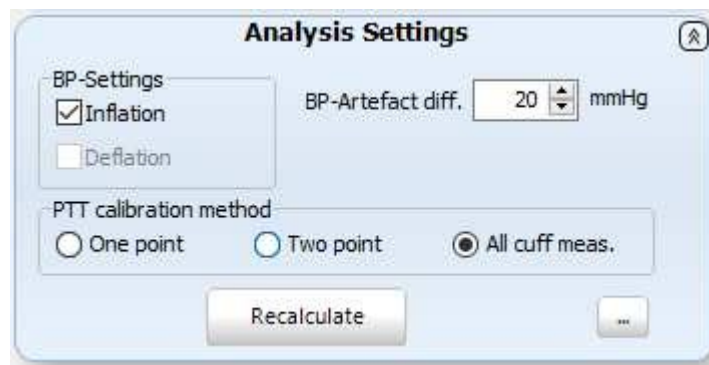 Analysis Settings
BP-Settings
Inflation
BP-Artefact diff. 20 mmHg
Deflation
PTT calibration method
One point Two point All cuff meas.
Recalculate ...